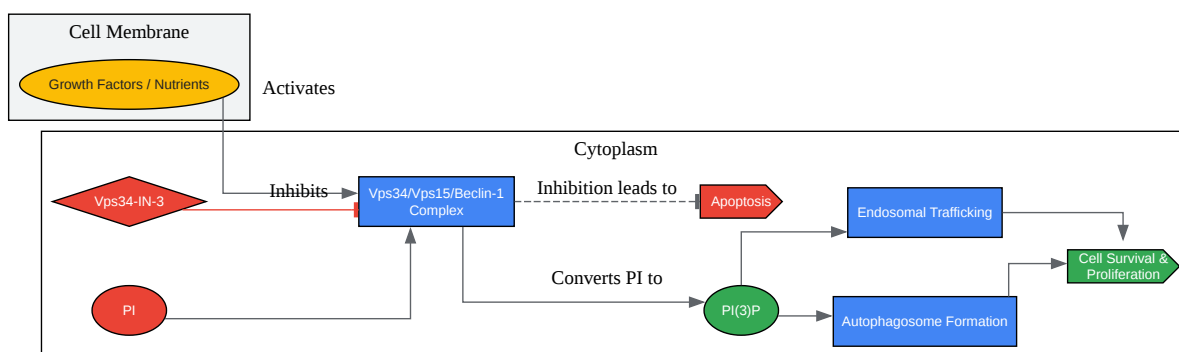 Cell Membrane
Growth Factors / Nutrients
Activates
Cytoplasm
Vps34-IN-3
Inhibits
Vps34/Vps15/Beclin-1
Complex
Inhibition leads to
Apoptosis
Endosomal Trafficking
Cell Survival &
Proliferation
PI
Converts PI to
PI(3)P
Autophagosome Formation